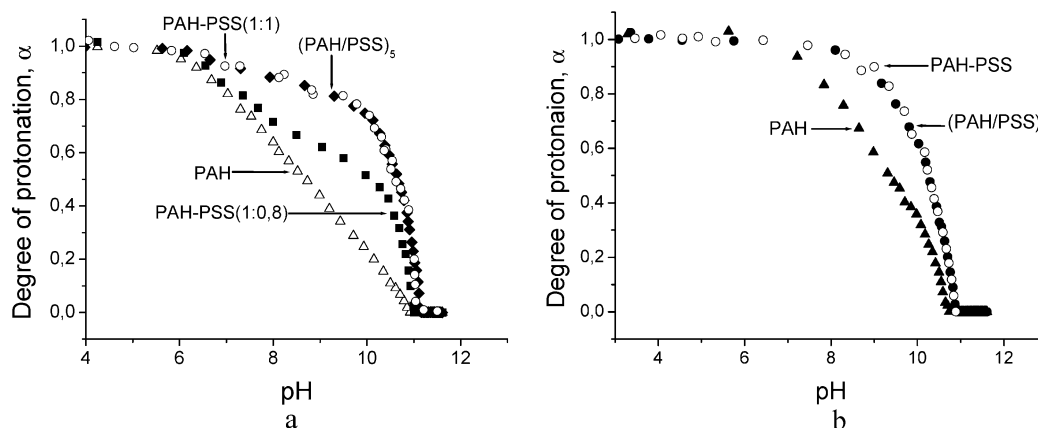 PAH-PSS(1:1)
(PAH/PSS)5
PAH
PAH-PSS(1:0,8)
Degree of protonaion, α
1,0
0,8
0,6
0,4
0,2
0,0
4 6 8 10 12
pH
a
PAH-PSS
(PAH/PSS)
PAH
Degree of protonaion, α
1,0
0,8
0,6
0,4
0,2
0,0
4 6 8 10 12
pH
b